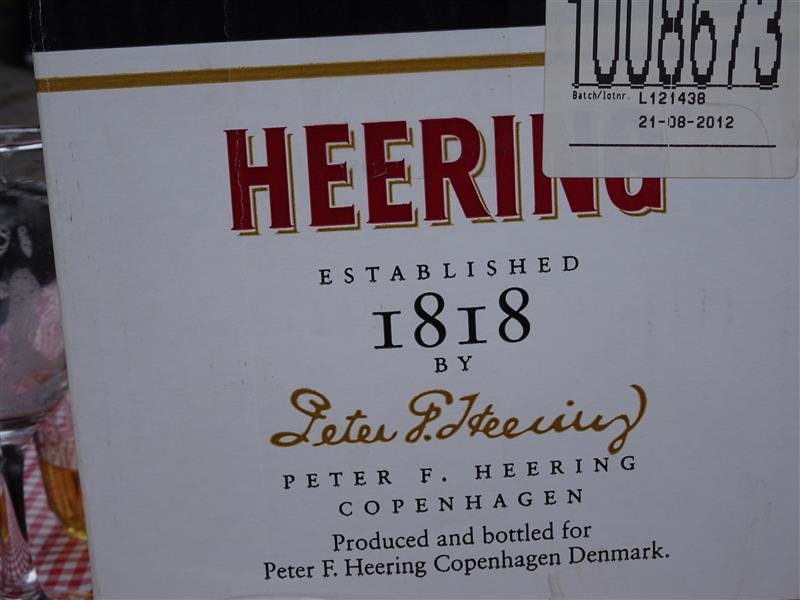 1008673
Batch/lotnr. L121438
21-08-2012
HEERING
ESTABLISHED
1818
BY
Peter F. Heering
PETER F. HEERING
COPENHAGEN
Produced and bottled for
Peter F. Heering Copenhagen Denmark.